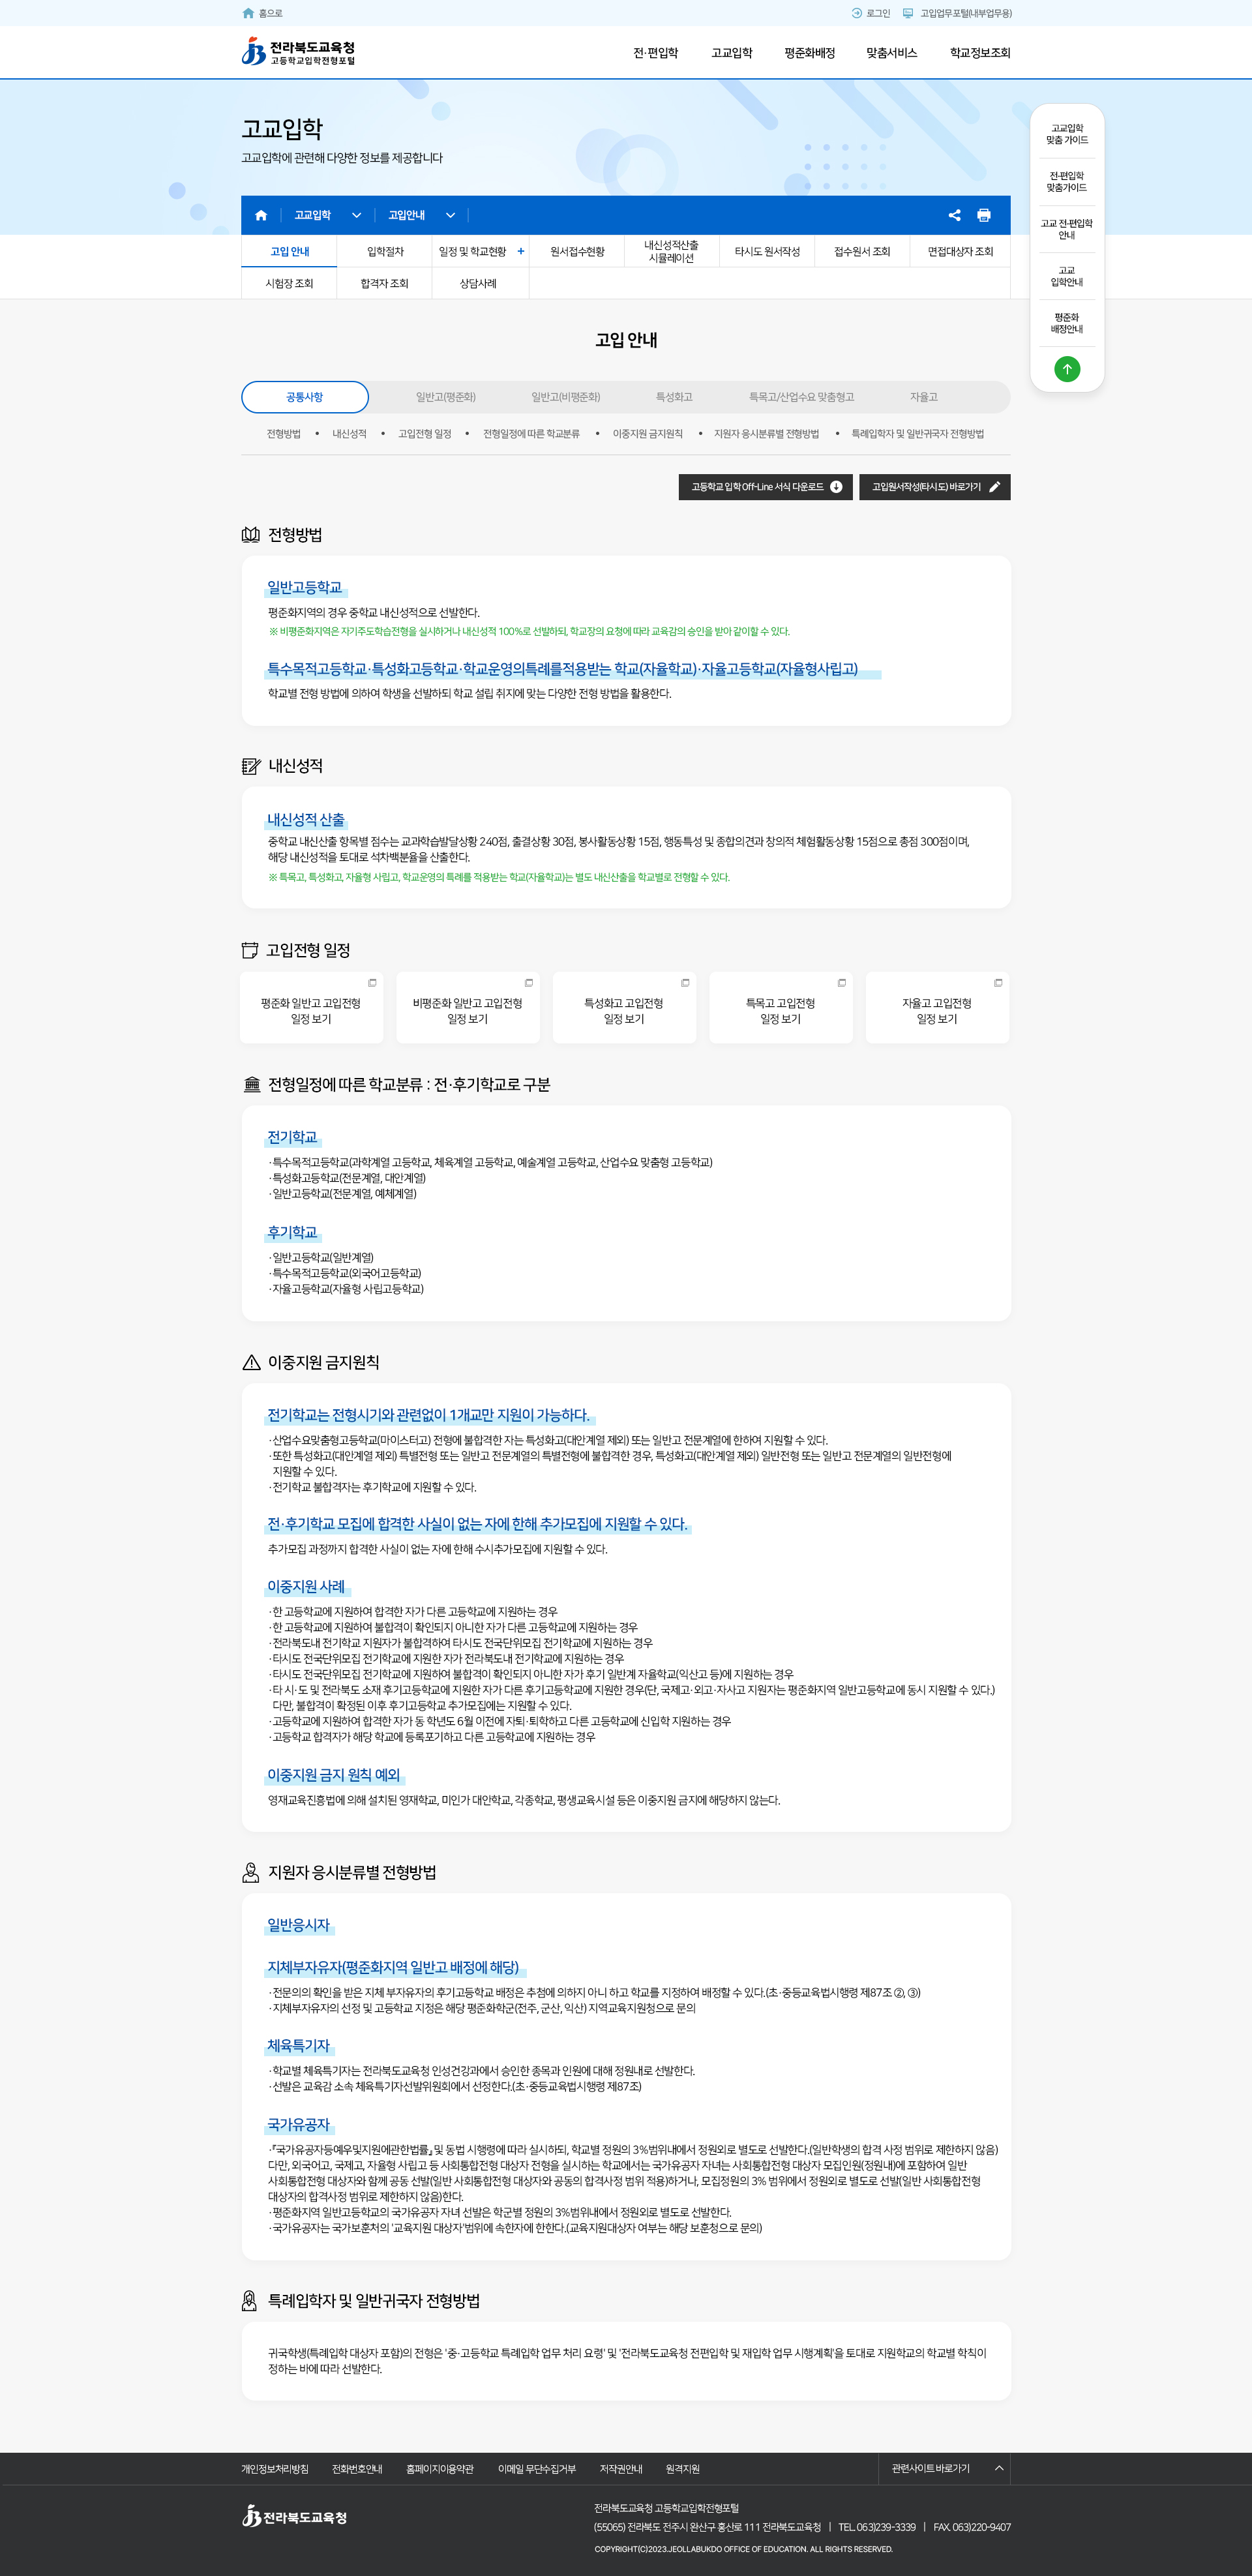 홈으로
로그인
고입업무포털(내부업무용)
전라북도교육청
고등학교입학전형포털
전·편입학
고교입학
평준화배정
맞춤서비스
학교정보조회
고교입학
고교입학에 관련해 다양한 정보를 제공합니다
고교입학
고입안내
고교입학
맞춤 가이드
전·편입학
맞춤가이드
고교 전·편입학
안내
고교
입학안내
평준화
배정안내
고입 안내
입학절차
일정 및 학교현황
원서접수현황
내신성적산출
시뮬레이션
타시도 원서작성
접수원서 조회
면접대상자 조회
시험장 조회
합격자 조회
상담사례
고입 안내
공통사항
일반고(평준화)
일반고(비평준화)
특성화고
특목고/산업수요 맞춤형고
자율고
전형방법
내신성적
고입전형 일정
전형일정에 따른 학교분류
이중지원 금지원칙
지원자 응시분류별 전형방법
특례입학자 및 일반귀국자 전형방법
고등학교 입학 Off-Line 서식 다운로드
고입원서작성(타시도) 바로가기
전형방법
일반고등학교
평준화지역의 경우 중학교 내신성적으로 선발한다.
※ 비평준화지역은 자기주도학습전형을 실시하거나 내신성적 100%로 선발하되, 학교장의 요청에 따라 교육감의 승인을 받아 같이할 수 있다.
특수목적고등학교·특성화고등학교·학교운영의특례를적용받는 학교(자율학교)·자율고등학교(자율형사립고)
학교별 전형 방법에 의하여 학생을 선발하되 학교 설립 취지에 맞는 다양한 전형 방법을 활용한다.
내신성적
내신성적 산출
중학교 내신산출 항목별 점수는 교과학습발달상황 240점, 출결상황 30점, 봉사활동상황 15점, 행동특성 및 종합의견과 창의적 체험활동상황 15점으로 총점 300점이며,
해당 내신성적을 토대로 석차백분율을 산출한다.
※ 특목고, 특성화고, 자율형 사립고, 학교운영의 특례를 적용받는 학교(자율학교)는 별도 내신산출을 학교별로 전형할 수 있다.
고입전형 일정
평준화 일반고 고입전형
일정 보기
비평준화 일반고 고입전형
일정 보기
특성화고 고입전형
일정 보기
특목고 고입전형
일정 보기
자율고 고입전형
일정 보기
전형일정에 따른 학교분류 : 전·후기학교로 구분
전기학교
·특수목적고등학교(과학계열 고등학교, 체육계열 고등학교, 예술계열 고등학교, 산업수요 맞춤형 고등학교)
·특성화고등학교(전문계열, 대안계열)
·일반고등학교(전문계열, 예체계열)
후기학교
·일반고등학교(일반계열)
·특수목적고등학교(외국어고등학교)
·자율고등학교(자율형 사립고등학교)
이중지원 금지원칙
전기학교는 전형시기와 관련없이 1개교만 지원이 가능하다.
·산업수요맞춤형고등학교(마이스터고) 전형에 불합격한 자는 특성화고(대안계열 제외) 또는 일반고 전문계열에 한하여 지원할 수 있다.
·또한 특성화고(대안계열 제외) 특별전형 또는 일반고 전문계열의 특별전형에 불합격한 경우, 특성화고(대안계열 제외) 일반전형 또는 일반고 전문계열의 일반전형에
지원할 수 있다.
·전기학교 불합격자는 후기학교에 지원할 수 있다.
전·후기학교 모집에 합격한 사실이 없는 자에 한해 추가모집에 지원할 수 있다.
추가모집 과정까지 합격한 사실이 없는 자에 한해 수시추가모집에 지원할 수 있다.
이중지원 사례
·한 고등학교에 지원하여 합격한 자가 다른 고등학교에 지원하는 경우
·한 고등학교에 지원하여 불합격이 확인되지 아니한 자가 다른 고등학교에 지원하는 경우
·전라북도내 전기학교 지원자가 불합격하여 타시도 전국단위모집 전기학교에 지원하는 경우
·타시도 전국단위모집 전기학교에 지원한 자가 전라북도내 전기학교에 지원하는 경우
·타시도 전국단위모집 전기학교에 지원하여 불합격이 확인되지 아니한 자가 후기 일반계 자율학교(익산고 등)에 지원하는 경우
·타 시·도 및 전라북도 소재 후기고등학교에 지원한 자가 다른 후기고등학교에 지원한 경우(단, 국제고·외고·자사고 지원자는 평준화지역 일반고등학교에 동시 지원할 수 있다.)
다만, 불합격이 확정된 이후 후기고등학교 추가모집에는 지원할 수 있다.
·고등학교에 지원하여 합격한 자가 동 학년도 6월 이전에 자퇴·퇴학하고 다른 고등학교에 신입학 지원하는 경우
·고등학교 합격자가 해당 학교에 등록포기하고 다른 고등학교에 지원하는 경우
이중지원 금지 원칙 예외
영재교육진흥법에 의해 설치된 영재학교, 미인가 대안학교, 각종학교, 평생교육시설 등은 이중지원 금지에 해당하지 않는다.
지원자 응시분류별 전형방법
일반응시자
지체부자유자(평준화지역 일반고 배정에 해당)
·전문의의 확인을 받은 지체 부자유자의 후기고등학교 배정은 추첨에 의하지 아니 하고 학교를 지정하여 배정할 수 있다.(초·중등교육법시행령 제87조 ②, ③)
·지체부자유자의 선정 및 고등학교 지정은 해당 평준화학군(전주, 군산, 익산) 지역교육지원청으로 문의
체육특기자
·학교별 체육특기자는 전라북도교육청 인성건강과에서 승인한 종목과 인원에 대해 정원내로 선발한다.
·선발은 교육감 소속 체육특기자선발위원회에서 선정한다.(초·중등교육법시행령 제87조)
국가유공자
·『국가유공자등예우및지원에관한법률』 및 동법 시행령에 따라 실시하되, 학교별 정원의 3%범위내에서 정원외로 별도로 선발한다.(일반학생의 합격 사정 범위로 제한하지 않음)
다만, 외국어고, 국제고, 자율형 사립고 등 사회통합전형 대상자 전형을 실시하는 학교에서는 국가유공자 자녀는 사회통합전형 대상자 모집인원(정원내)에 포함하여 일반
사회통합전형 대상자와 함께 공동 선발(일반 사회통합전형 대상자와 공동의 합격사정 범위 적용)하거나, 모집정원의 3% 범위에서 정원외로 별도로 선발(일반 사회통합전형
대상자의 합격사정 범위로 제한하지 않음)한다.
·평준화지역 일반고등학교의 국가유공자 자녀 선발은 학군별 정원의 3%범위내에서 정원외로 별도로 선발한다.
·국가유공자는 국가보훈처의 '교육지원 대상자'범위에 속한자에 한한다.(교육지원대상자 여부는 해당 보훈청으로 문의)
특례입학자 및 일반귀국자 전형방법
귀국학생(특례입학 대상자 포함)의 전형은 '중·고등학교 특례입학 업무 처리 요령' 및 '전라북도교육청 전편입학 및 재입학 업무 시행계획'을 토대로 지원학교의 학교별 학칙이
정하는 바에 따라 선발한다.
개인정보처리방침
전화번호안내
홈페이지이용약관
이메일 무단수집거부
저작권안내
원격지원
관련사이트 바로가기
전라북도교육청
전라북도교육청 고등학교입학전형포털
(55065) 전라북도 전주시 완산구 홍산로 111 전라북도교육청 | TEL. 063)239-3339 | FAX. 063)220-9407
COPYRIGHT(C)2023.JEOLLABUKDO OFFICE OF EDUCATION. ALL RIGHTS RESERVED.